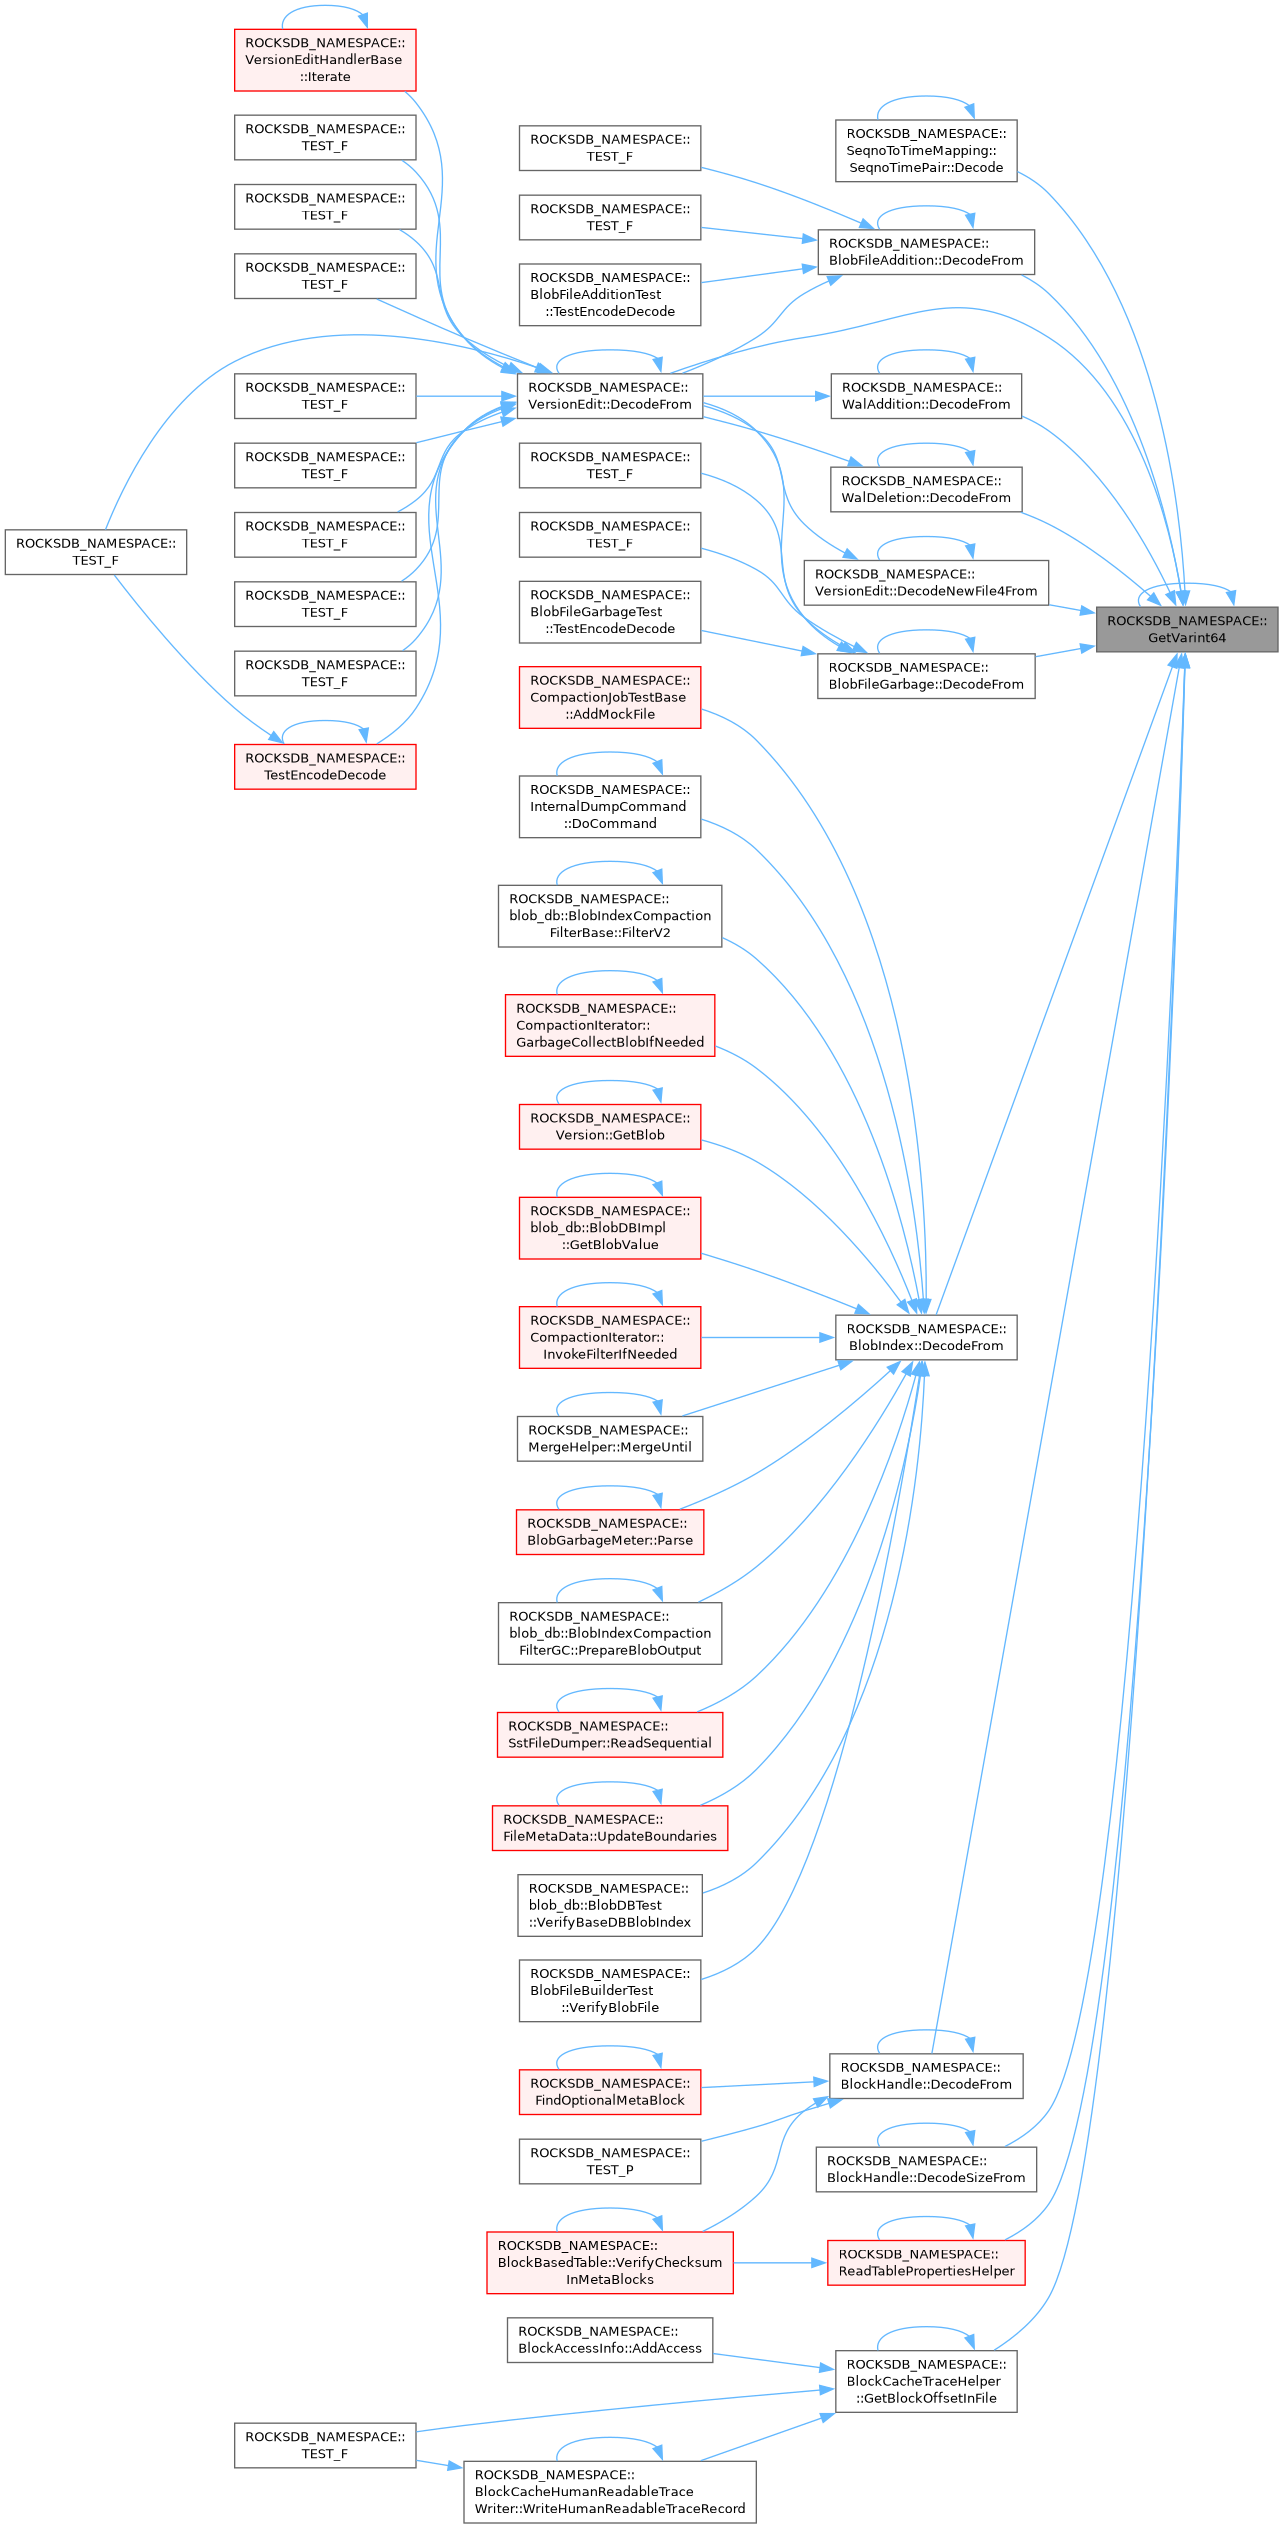 ROCKSDB_NAMESPACE::
VersionEditHandlerBase
::Iterate
ROCKSDB_NAMESPACE::
TEST_F
ROCKSDB_NAMESPACE::
TEST_F
ROCKSDB_NAMESPACE::
TEST_F
ROCKSDB_NAMESPACE::
TEST_F
ROCKSDB_NAMESPACE::
TEST_F
ROCKSDB_NAMESPACE::
TEST_F
ROCKSDB_NAMESPACE::
TEST_F
ROCKSDB_NAMESPACE::
TEST_F
ROCKSDB_NAMESPACE::
TEST_F
ROCKSDB_NAMESPACE::
TestEncodeDecode
ROCKSDB_NAMESPACE::
TEST_F
ROCKSDB_NAMESPACE::
TEST_F
ROCKSDB_NAMESPACE::
BlobFileAdditionTest
::TestEncodeDecode
ROCKSDB_NAMESPACE::
VersionEdit::DecodeFrom
ROCKSDB_NAMESPACE::
TEST_F
ROCKSDB_NAMESPACE::
TEST_F
ROCKSDB_NAMESPACE::
BlobFileGarbageTest
::TestEncodeDecode
ROCKSDB_NAMESPACE::
CompactionJobTestBase
::AddMockFile
ROCKSDB_NAMESPACE::
InternalDumpCommand
::DoCommand
ROCKSDB_NAMESPACE::
blob_db::BlobIndexCompaction
FilterBase::FilterV2
ROCKSDB_NAMESPACE::
CompactionIterator::
GarbageCollectBlobIfNeeded
ROCKSDB_NAMESPACE::
Version::GetBlob
ROCKSDB_NAMESPACE::
blob_db::BlobDBImpl
::GetBlobValue
ROCKSDB_NAMESPACE::
CompactionIterator::
InvokeFilterIfNeeded
ROCKSDB_NAMESPACE::
MergeHelper::MergeUntil
ROCKSDB_NAMESPACE::
BlobGarbageMeter::Parse
ROCKSDB_NAMESPACE::
blob_db::BlobIndexCompaction
FilterGC::PrepareBlobOutput
ROCKSDB_NAMESPACE::
SstFileDumper::ReadSequential
ROCKSDB_NAMESPACE::
FileMetaData::UpdateBoundaries
ROCKSDB_NAMESPACE::
blob_db::BlobDBTest
::VerifyBaseDBBlobIndex
ROCKSDB_NAMESPACE::
BlobFileBuilderTest
::VerifyBlobFile
ROCKSDB_NAMESPACE::
FindOptionalMetaBlock
ROCKSDB_NAMESPACE::
TEST_P
ROCKSDB_NAMESPACE::
BlockBasedTable::VerifyChecksum
InMetaBlocks
ROCKSDB_NAMESPACE::
BlockAccessInfo::AddAccess
ROCKSDB_NAMESPACE::
TEST_F
ROCKSDB_NAMESPACE::
BlockCacheHumanReadableTrace
Writer::WriteHumanReadableTraceRecord
ROCKSDB_NAMESPACE::
SeqnoToTimeMapping::
SeqnoTimePair::Decode
ROCKSDB_NAMESPACE::
BlobFileAddition::DecodeFrom
ROCKSDB_NAMESPACE::
WalAddition::DecodeFrom
ROCKSDB_NAMESPACE::
WalDeletion::DecodeFrom
ROCKSDB_NAMESPACE::
VersionEdit::DecodeNewFile4From
ROCKSDB_NAMESPACE::
BlobFileGarbage::DecodeFrom
ROCKSDB_NAMESPACE::
BlobIndex::DecodeFrom
ROCKSDB_NAMESPACE::
BlockHandle::DecodeFrom
ROCKSDB_NAMESPACE::
BlockHandle::DecodeSizeFrom
ROCKSDB_NAMESPACE::
ReadTablePropertiesHelper
ROCKSDB_NAMESPACE::
BlockCacheTraceHelper
::GetBlockOffsetInFile
ROCKSDB_NAMESPACE::
GetVarint64